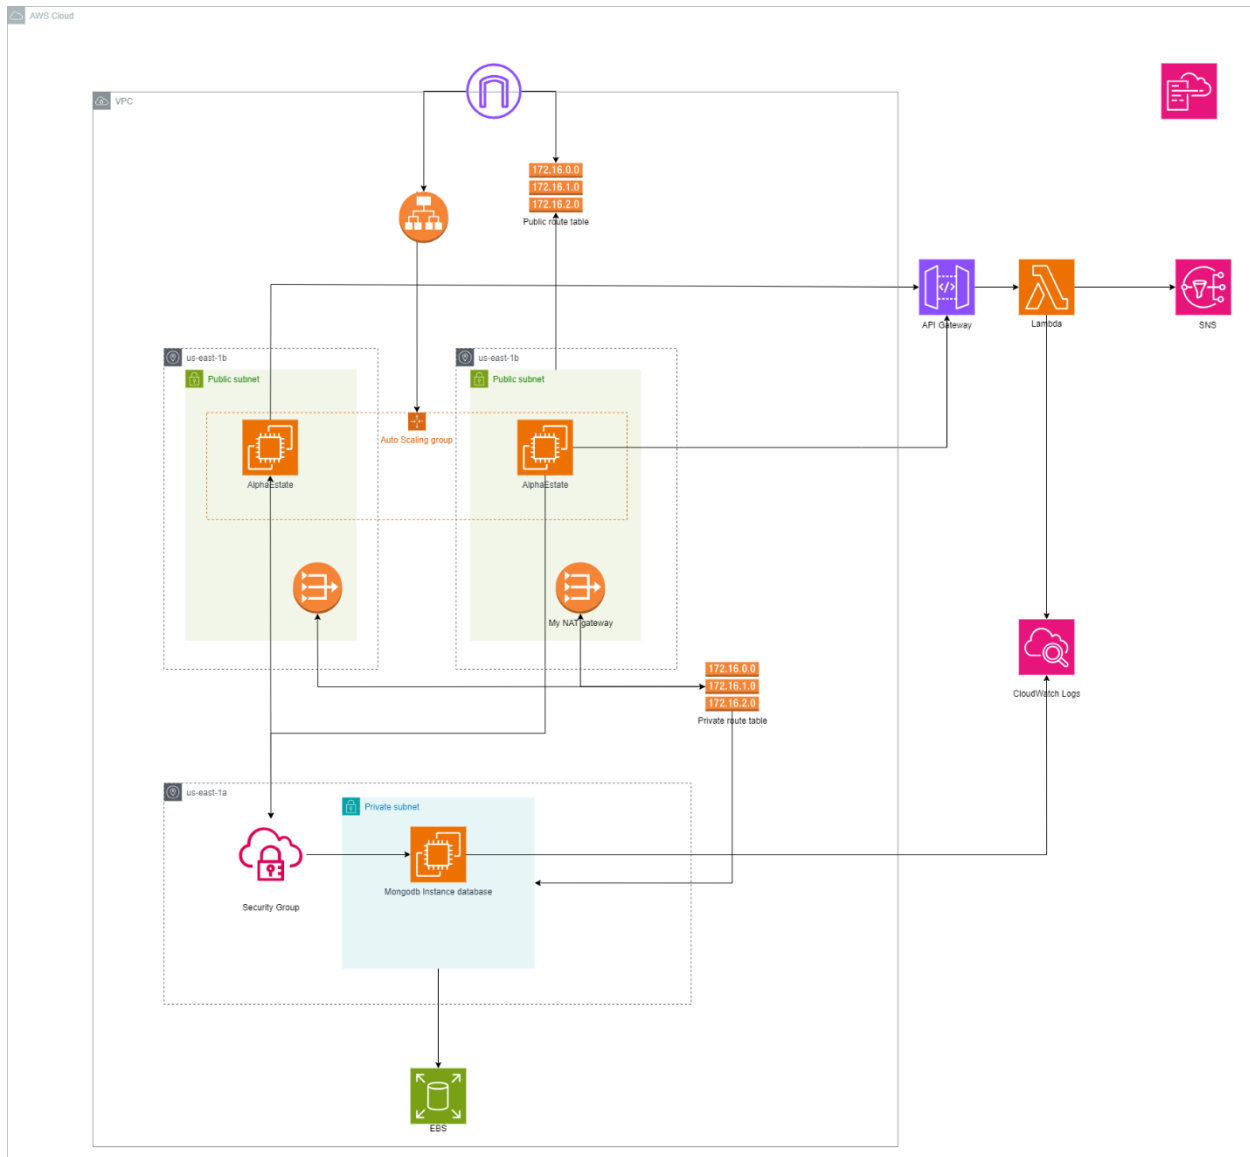 AWS Cloud
VPC
172.16.0.0
172.16.1.0
172.16.2.0
Public route table
API Gateway
Lambda
SNS
us-east-1b
Public subnet
us-east-1b
Public subnet
Auto Scaling group
AlphaEstate
AlphaEstate
My NAT gateway
172.16.0.0
172.16.1.0
172.16.2.0
Private route table
CloudWatch Logs
us-east-1a
Private subnet
Mongodb Instance database
Security Group
EBS